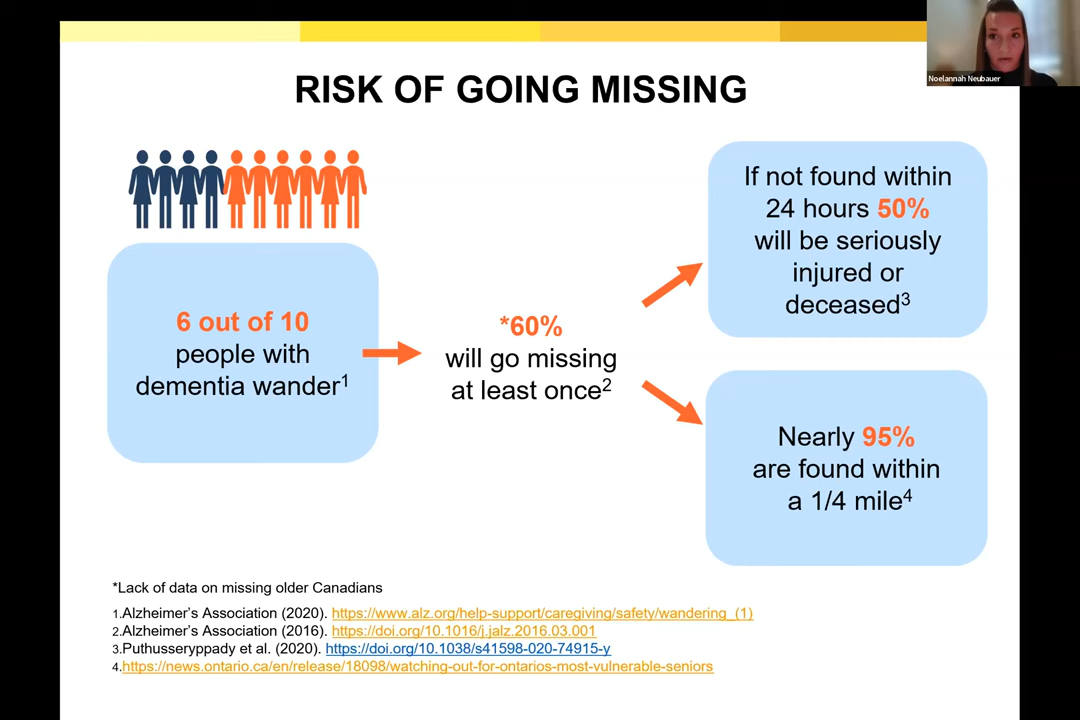 Noelannah Neubauer
RISK OF GOING MISSING
6 out of 10
people with
dementia wander1
*60%
will go missing
at least once2
If not found within
24 hours 50%
will be seriously
injured or
deceased3
Nearly 95%
are found within
a 1/4 mile4
*Lack of data on missing older Canadians
1.Alzheimer's Association (2020). https://www.alz.org/help-support/caregiving/safety/wandering_(1)
2.Alzheimer's Association (2016). https://doi.org/10.1016/j.jalz.2016.03.001
3.Puthusseryppady et al. (2020). https://doi.org/10.1038/s41598-020-74915-y
4.https://news.ontario.ca/en/release/18098/watching-out-for-ontarios-most-vulnerable-seniors